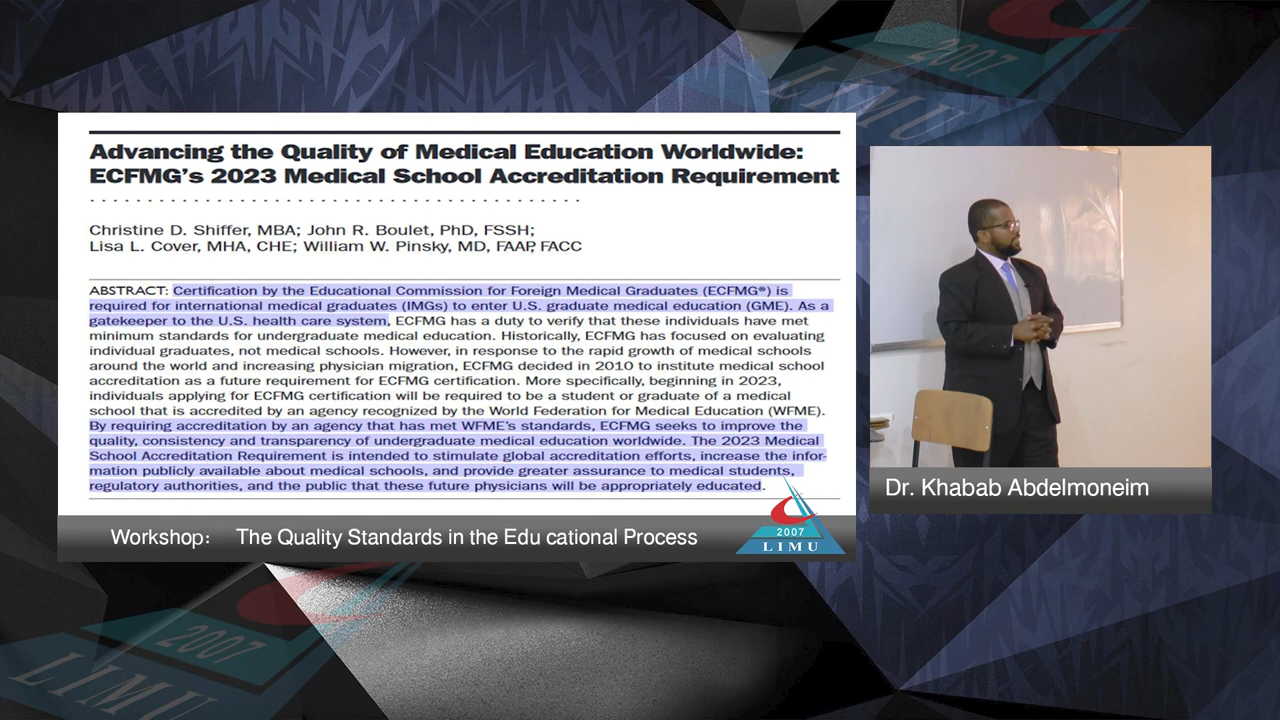 Advancing the Quality of Medical Education Worldwide:
ECFMG's 2023 Medical School Accreditation Requirement
Christine D. Shiffer, MBA; John R. Boulet, PhD, FSSH;
Lisa L. Cover, MHA, CHE; William W. Pinsky, MD, FAAP, FACC
ABSTRACT: Certification by the Educational Commission for Foreign Medical Graduates (ECFMG®) is
required for international medical graduates (IMGs) to enter U.S. graduate medical education (GME). As a
gatekeeper to the U.S. health care system, ECFMG has a duty to verify that these individuals have met
minimum standards for undergraduate medical education. Historically, ECFMG has focused on evaluating
individual graduates, not medical schools. However, in response to the rapid growth of medical schools
around the world and increasing physician migration, ECFMG decided in 2010 to institute medical school
accreditation as a future requirement for ECFMG certification. More specifically, beginning in 2023,
individuals applying for ECFMG certification will be required to be a student or graduate of a medical
school that is accredited by an agency recognized by the World Federation for Medical Education (WFME).
By requiring accreditation by an agency that has met WFME's standards, ECFMG seeks to improve the
quality, consistency and transparency of undergraduate medical education worldwide. The 2023 Medical
School Accreditation Requirement is intended to stimulate global accreditation efforts, increase the infor-
mation publicly available about medical schools, and provide greater assurance to medical students,
regulatory authorities, and the public that these future physicians will be appropriately educated.
Workshop: The Quality Standards in the Edu cational Process
2007
LIMU
Dr. Khabab Abdelmoneim
2007
LIMU
2007
LIMU